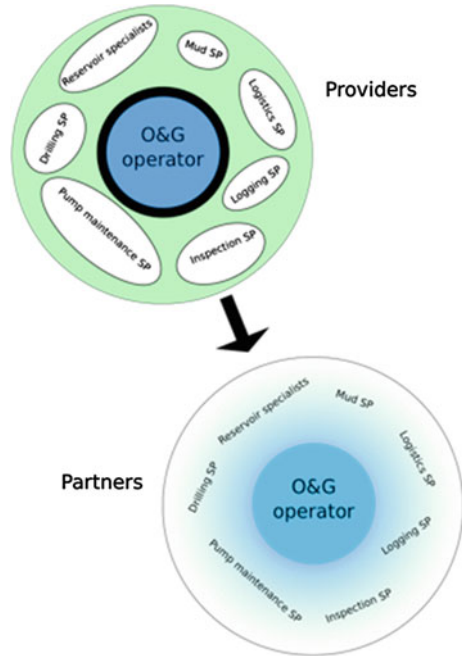 Reservoir specialists
Mud SP
Logistics SP
Providers
Drilling SP
O&G
operator
Logging SP
Pump maintenance SP
Inspection SP
Reservoir specialists
Mud SP
Logistics SP
Partners
Drilling SP
O&G
operator
Logging SP
Pump maintenance SP
Inspection SP